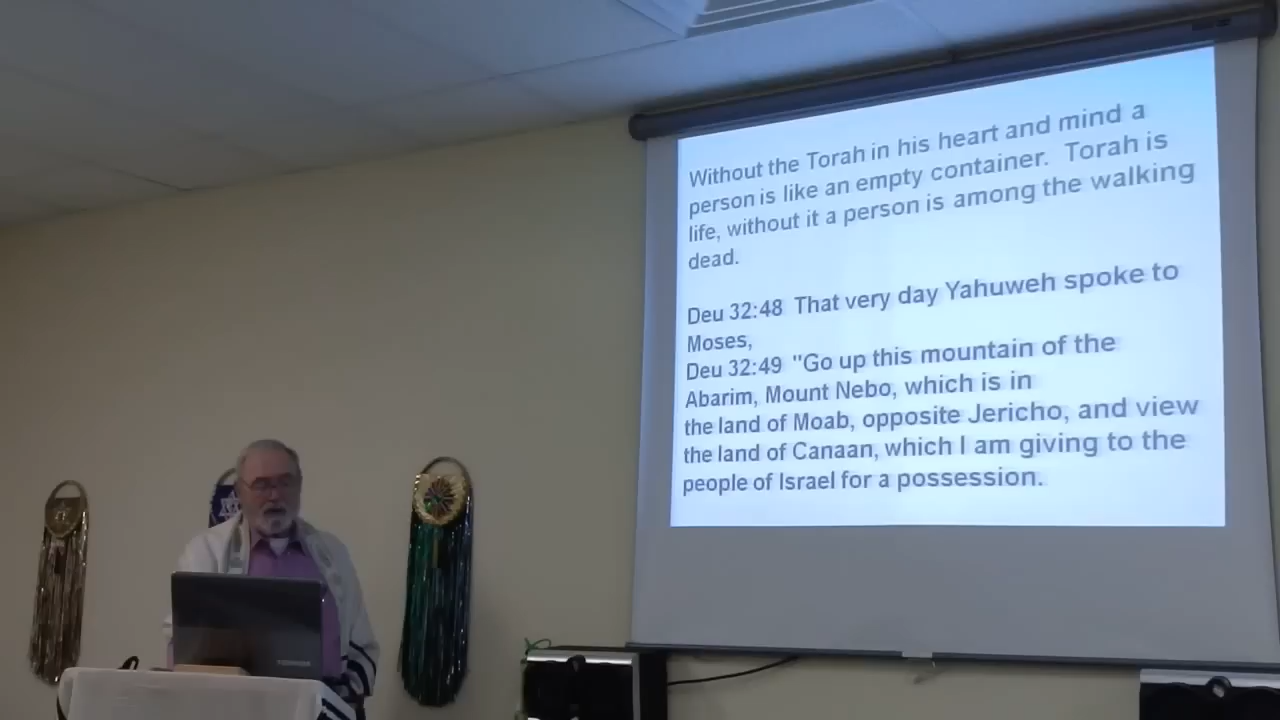 Without the Torah in his heart and mind a
person is like an empty container.  Torah is
life, without it a person is among the walking
dead.
Deu 32:48  That very day Yahuweh spoke to
Moses,
Deu 32:49  "Go up this mountain of the
Abarim, Mount Nebo, which is in
the land of Moab, opposite Jericho, and view
the land of Canaan, which I am giving to the
people of Israel for a possession.
TOSHIBA